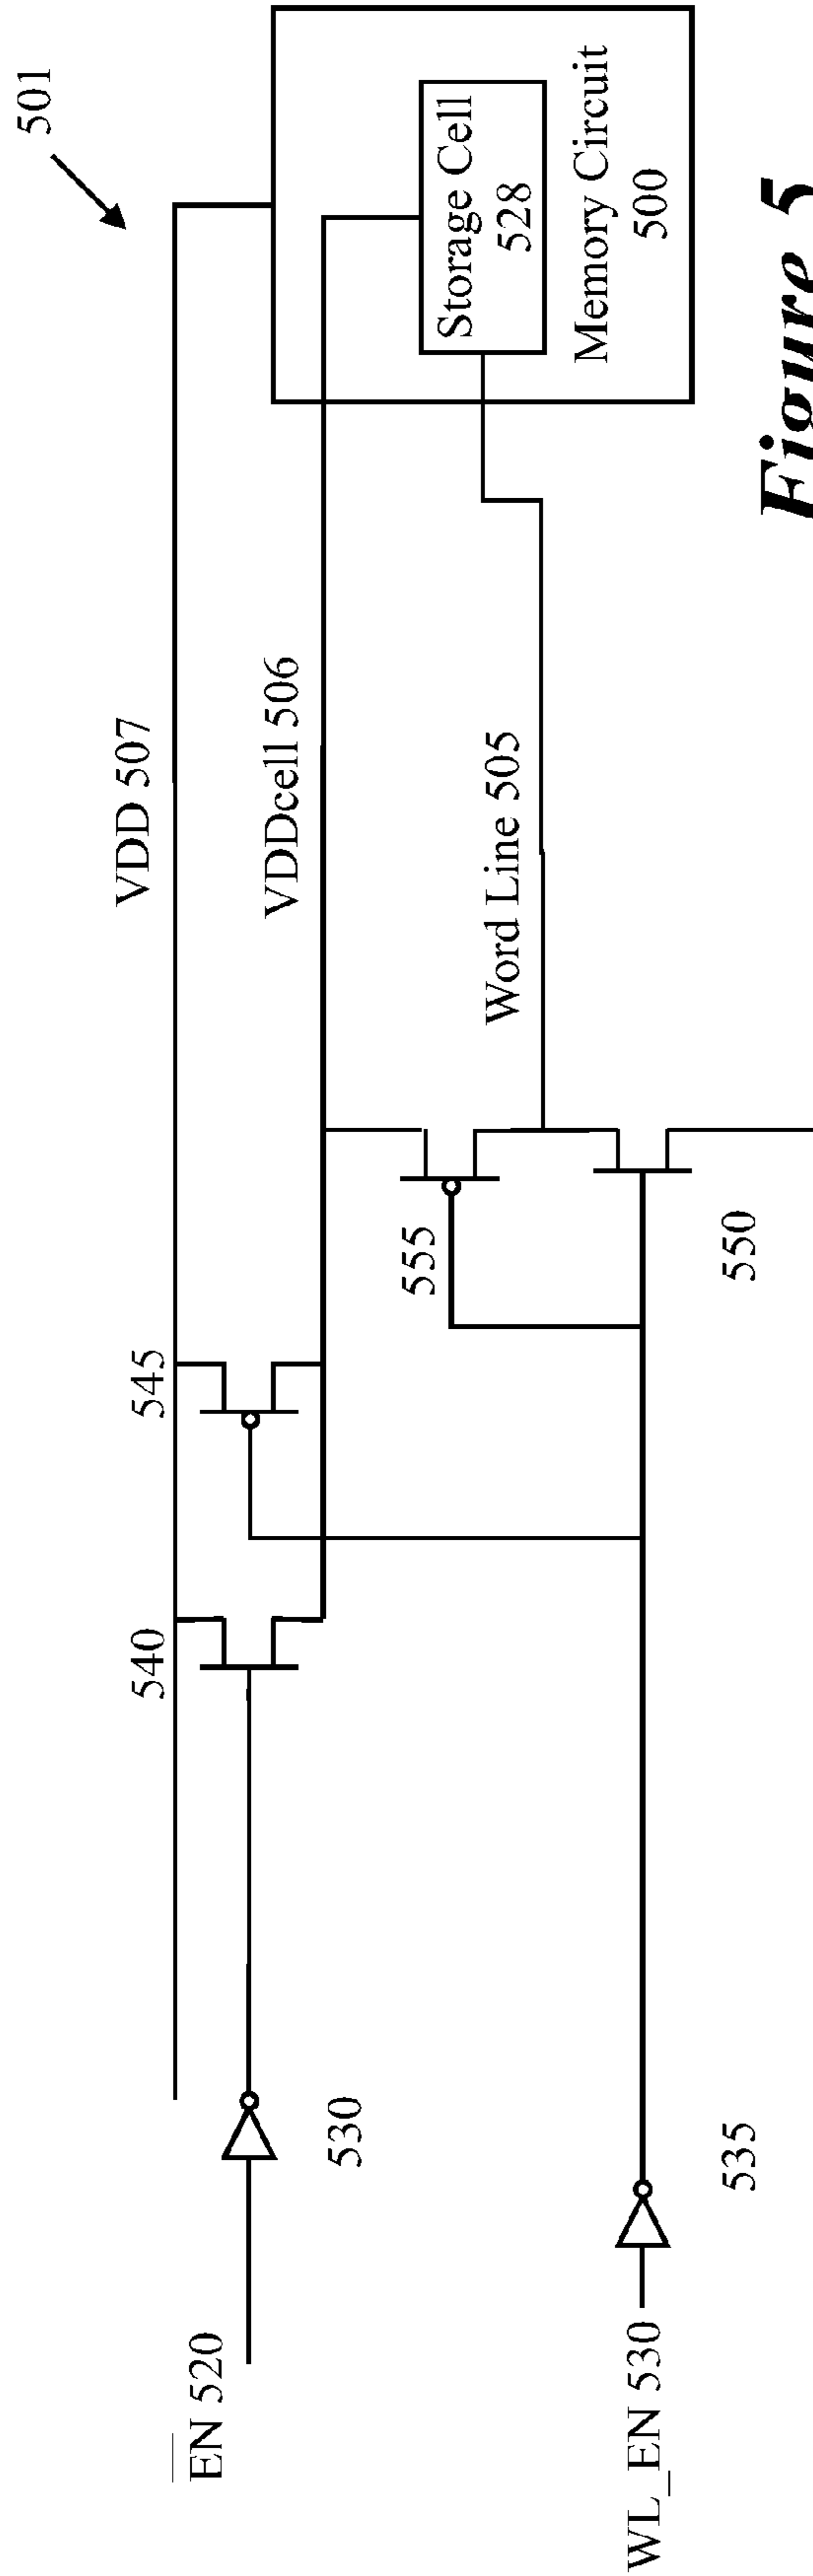 501
VDD 507
VDDcell 506
Word Line 505
Storage Cell
528
Memory Circuit
500
540
545
555
550
EN 520
530
WL_EN 530
535
Figure 5